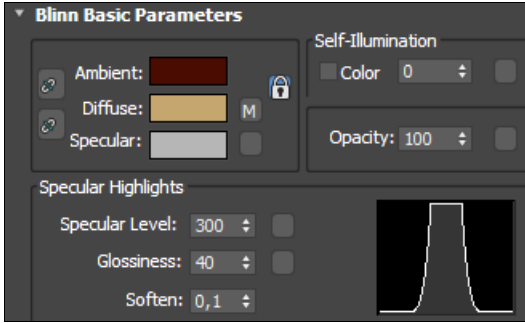 Blinn Basic Parameters
Self-Illumination
Ambient:
Color 0
Diffuse:
M
Specular:
Opacity: 100
Specular Highlights
Specular Level: 300
Glossiness: 40
Soften: 0,1